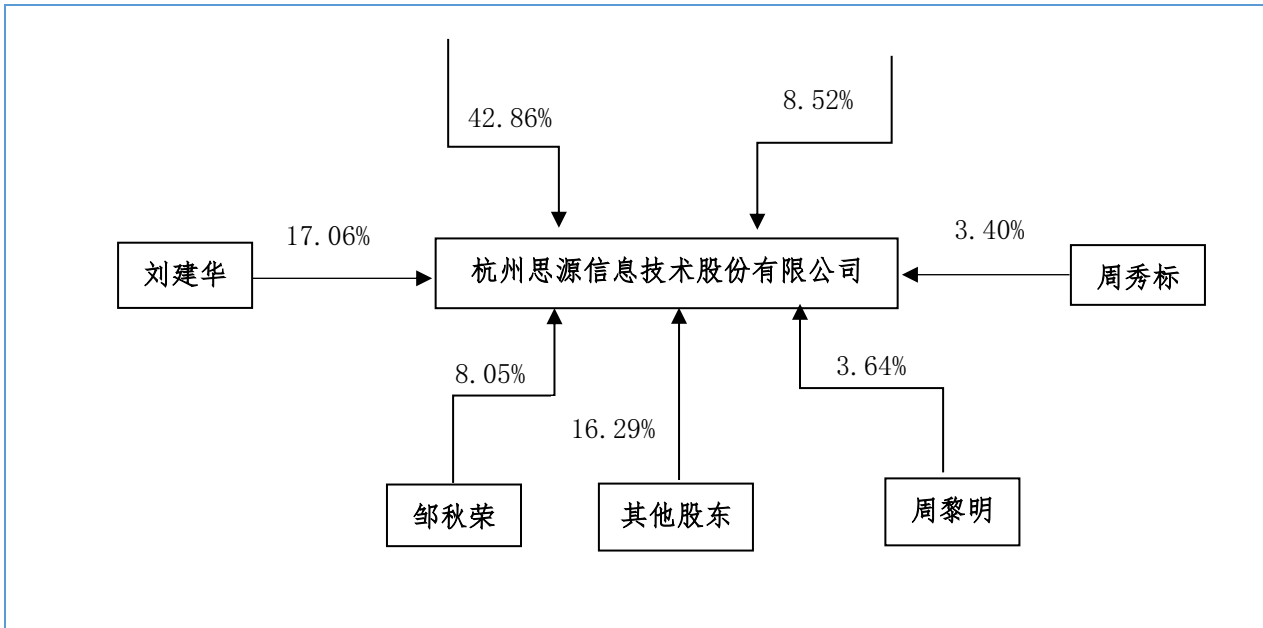 8.52%
42.86%
17.06%
3.40%
刘建华
杭州思源信息技术股份有限公司
周秀标
8.05%
3.64%
16.29%
邹秋荣
其他股东
周黎明